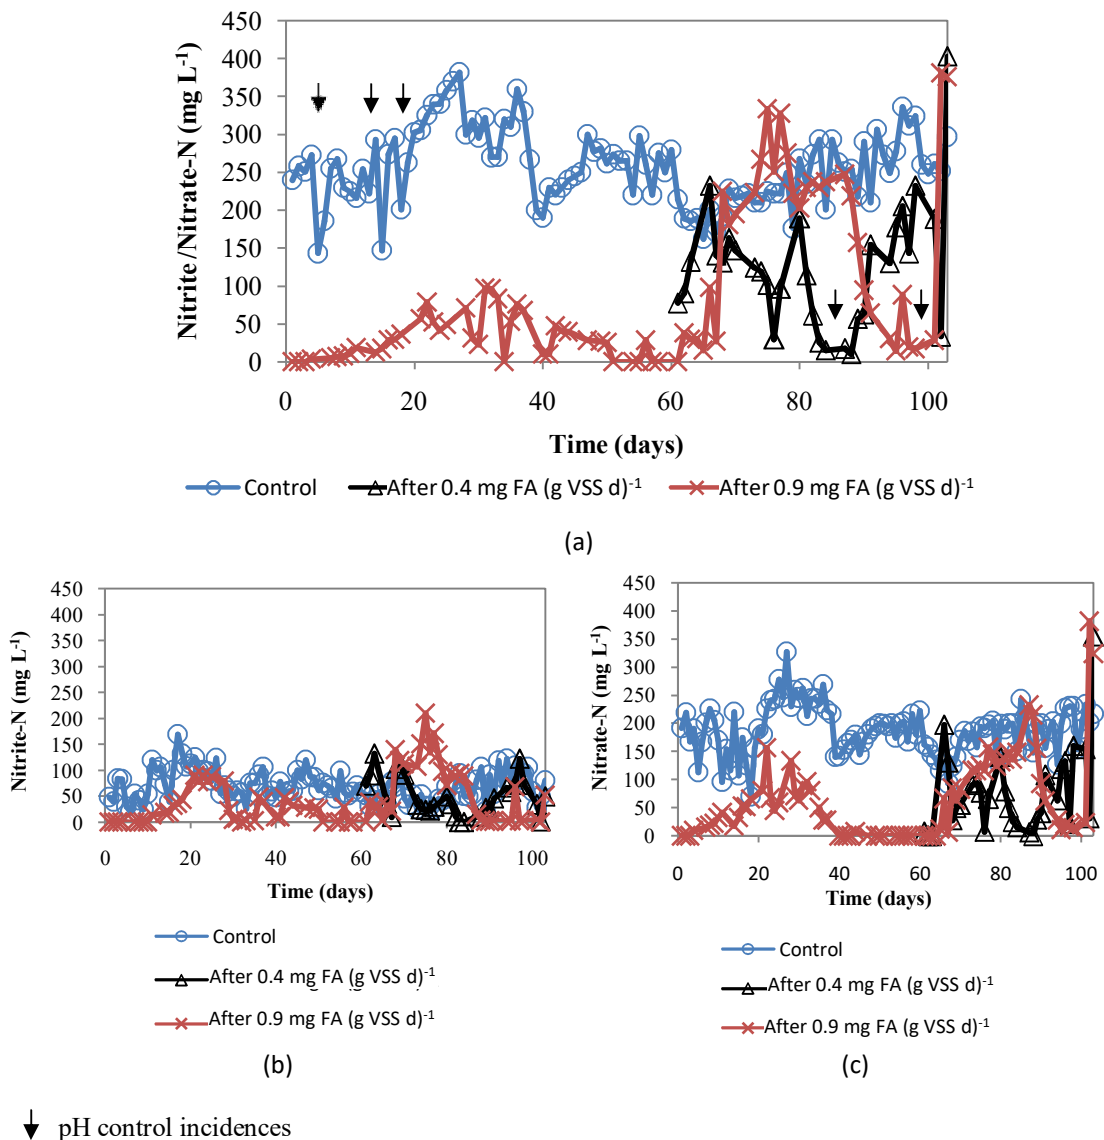 450
400
350
300
250
200
150
100
50
0
Nitrite /Nitrate-N (mg L-1)
0 20 40 60 80 100
Time (days)
Control After 0.4 mg FA (g VSS d)-1 After 0.9 mg FA (g VSS d)-1
(a)
450
400
350
300
250
200
150
100
50
0
Nitrite-N (mg L-1)
0 20 40 60 80 100
Time (days)
Control
After 0.4 mg FA (g VSS d)-1
After 0.9 mg FA (g VSS d)-1
(b)
450
400
350
300
250
200
150
100
50
0
Nitrate-N (mg L-1)
0 20 40 60 80 100
Time (days)
Control
After 0.4 mg FA (g VSS d)-1
After 0.9 mg FA (g VSS d)-1
(c)
pH control incidences